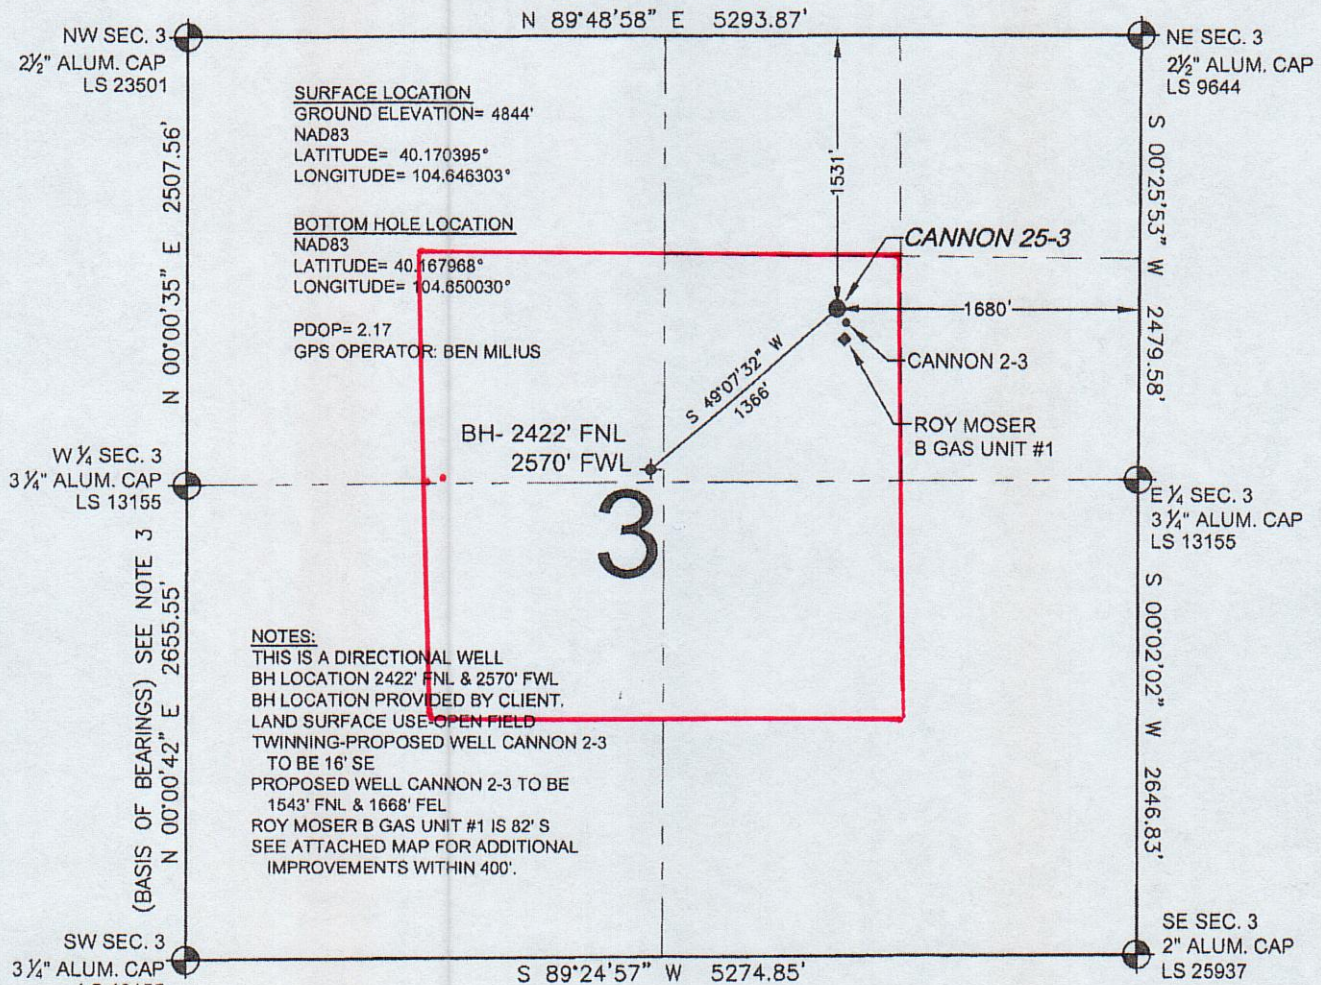 N 89°48'58" E 5293.87'
NW SEC. 3
2½" ALUM. CAP
LS 23501
NE SEC. 3
2½" ALUM. CAP
LS 9644
SURFACE LOCATION
GROUND ELEVATION= 4844'
NAD83
LATITUDE= 40.170395°
LONGITUDE= 104.646303°
BOTTOM HOLE LOCATION
NAD83
LATITUDE= 40.167968°
LONGITUDE= 104.650030°
PDOP= 2.17
GPS OPERATOR: BEN MILIUS
N 00°00'35" E 2507.56'
1531'
S 00°25'53" W 2479.58'
CANNON 25-3
1680'
CANNON 2-3
ROY MOSER
B GAS UNIT #1
S 49°07'32" W
1366'
BH- 2422' FNL
2570' FWL
W ¼ SEC. 3
3 ¼" ALUM. CAP
LS 13155
E ¼ SEC. 3
3 ¼" ALUM. CAP
LS 13155
3
(BASIS OF BEARINGS) SEE NOTE 3
N 00°00'42" E 2655.55'
S 00°02'02" W 2646.83'
NOTES:
THIS IS A DIRECTIONAL WELL
BH LOCATION 2422' FNL & 2570' FWL
BH LOCATION PROVIDED BY CLIENT.
LAND SURFACE USE-OPEN FIELD
TWINNING-PROPOSED WELL CANNON 2-3
TO BE 16' SE
PROPOSED WELL CANNON 2-3 TO BE
1543' FNL & 1668' FEL
ROY MOSER B GAS UNIT #1 IS 82' S
SEE ATTACHED MAP FOR ADDITIONAL
IMPROVEMENTS WITHIN 400'.
SW SEC. 3
3 ¼" ALUM. CAP
SE SEC. 3
2" ALUM. CAP
LS 25937
S 89°24'57" W 5274.85'